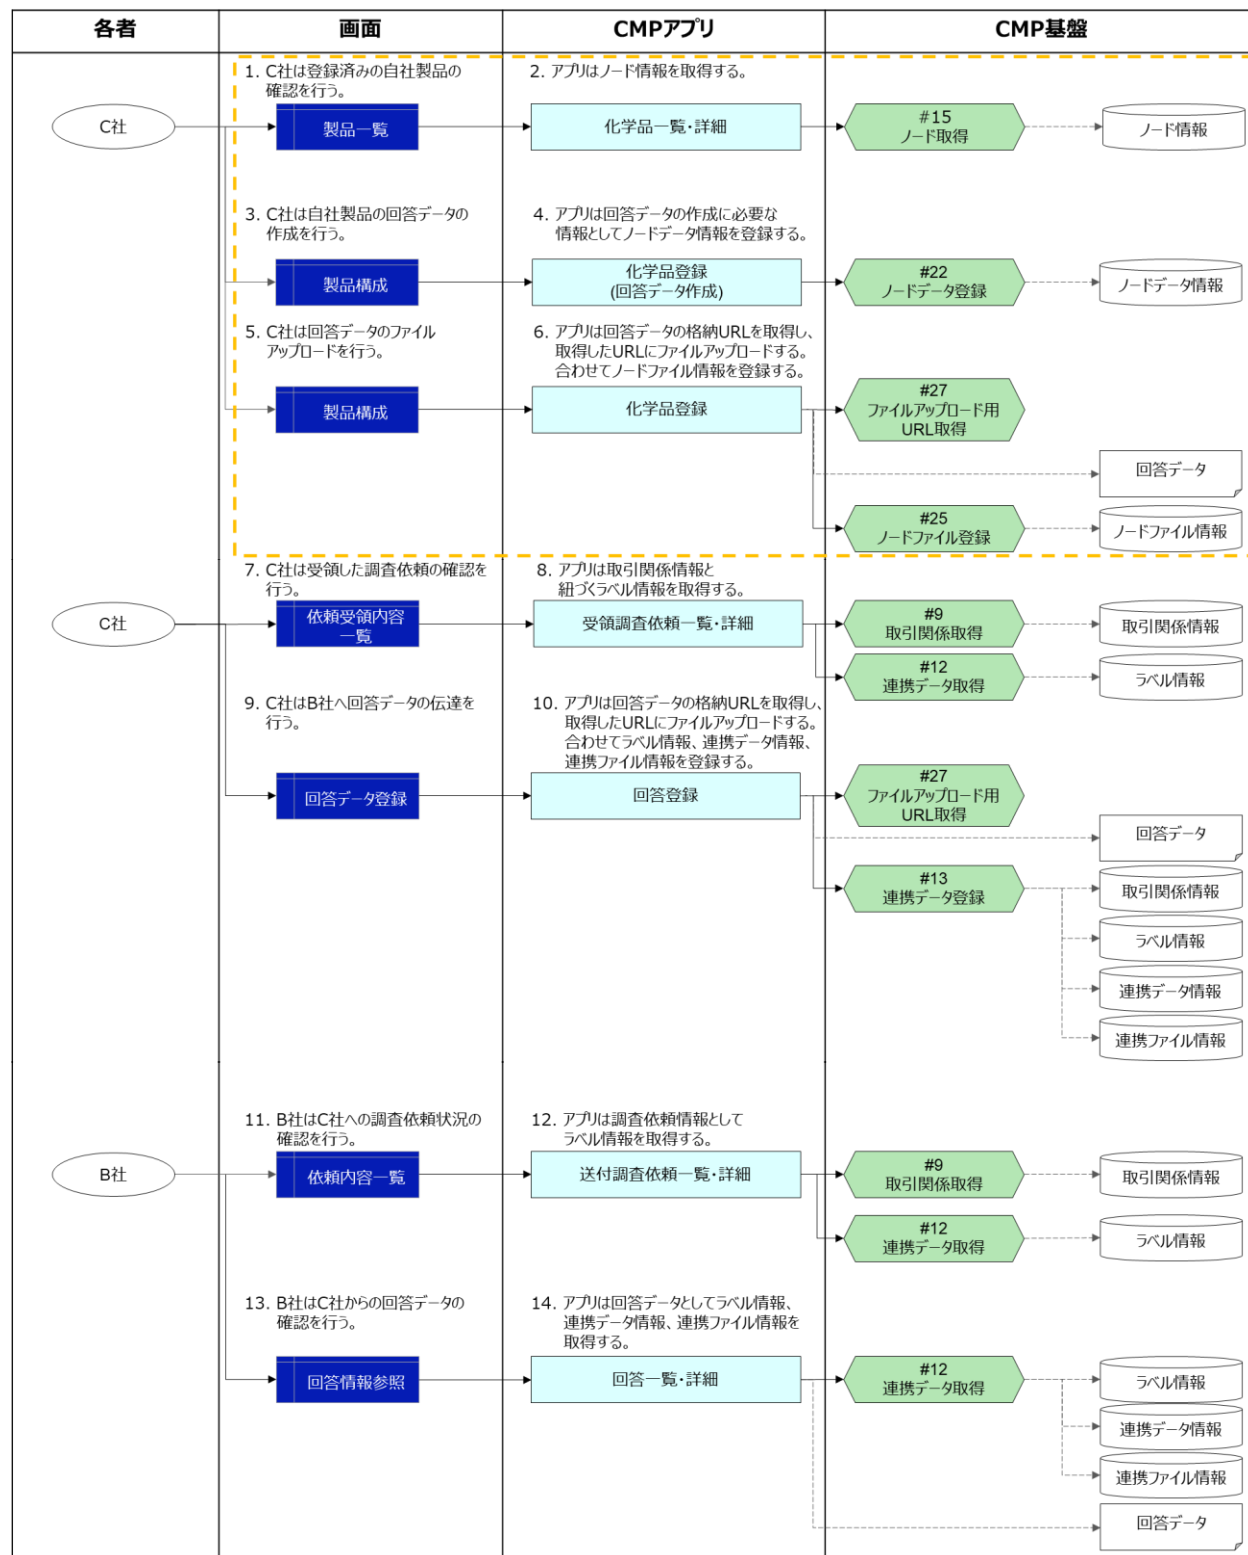 各者
画面
CMPアプリ
CMP基盤
1. C社は登録済みの自社製品の
確認を行う。
2. アプリはノード情報を取得する。
C社
製品一覧
化学品一覧・詳細
#15
ノード取得
ノード情報
3. C社は自社製品の回答データの
作成を行う。
4. アプリは回答データの作成に必要な
情報としてノードデータ情報を登録する。
製品構成
化学品登録
(回答データ作成)
#22
ノードデータ登録
ノードデータ情報
5. C社は回答データのファイル
アップロードを行う。
6. アプリは回答データの格納URLを取得し、
取得したURLにファイルアップロードする。
合わせてノードファイル情報を登録する。
製品構成
化学品登録
#27
ファイルアップロード用
URL取得
回答データ
#25
ノードファイル登録
ノードファイル情報
7. C社は受領した調査依頼の確認を
行う。
8. アプリは取引関係情報と
紐づくラベル情報を取得する。
C社
依頼受領内容
一覧
受領調査依頼一覧・詳細
#9
取引関係取得
取引関係情報
#12
連携データ取得
ラベル情報
9. C社はB社へ回答データの伝達を
行う。
10. アプリは回答データの格納URLを取得し、
取得したURLにファイルアップロードする。
合わせてラベル情報、連携データ情報、
連携ファイル情報を登録する。
回答データ登録
回答登録
#27
ファイルアップロード用
URL取得
回答データ
#13
連携データ登録
取引関係情報
ラベル情報
連携データ情報
連携ファイル情報
11. B社はC社への調査依頼状況の
確認を行う。
12. アプリは調査依頼情報として
ラベル情報を取得する。
B社
依頼内容一覧
送付調査依頼一覧・詳細
#9
取引関係取得
取引関係情報
#12
連携データ取得
ラベル情報
13. B社はC社からの回答データの
確認を行う。
14. アプリは回答データとしてラベル情報、
連携データ情報、連携ファイル情報を
取得する。
回答情報参照
回答一覧・詳細
#12
連携データ取得
ラベル情報
連携データ情報
連携ファイル情報
回答データ